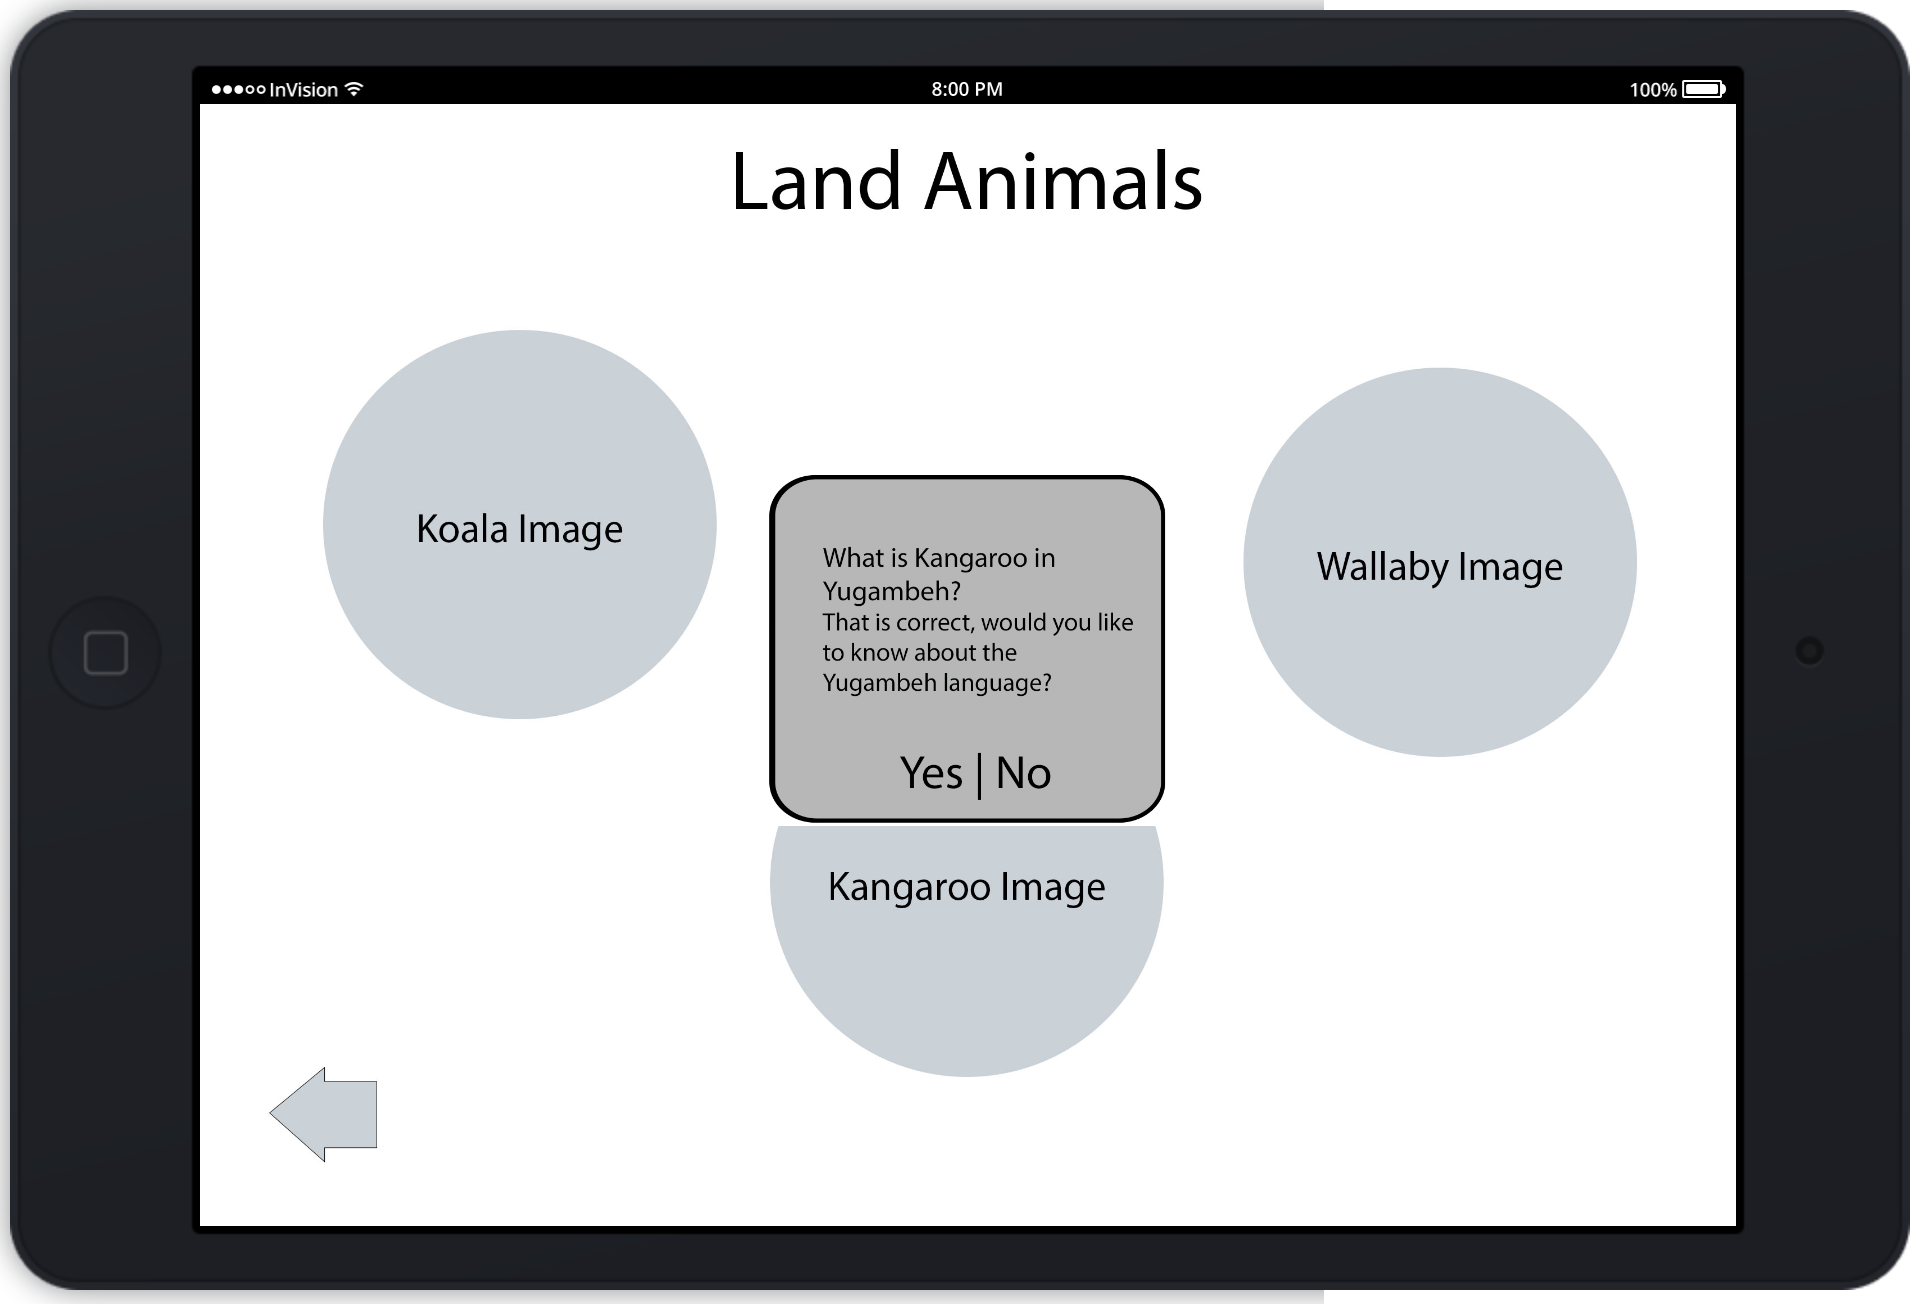 InVision
8:00 PM
100%
Land Animals
Koala Image
Wallaby Image
What is Kangaroo in
Yugambeh?
That is correct, would you like
to know about the
Yugambeh language?
Yes | No
Kangaroo Image